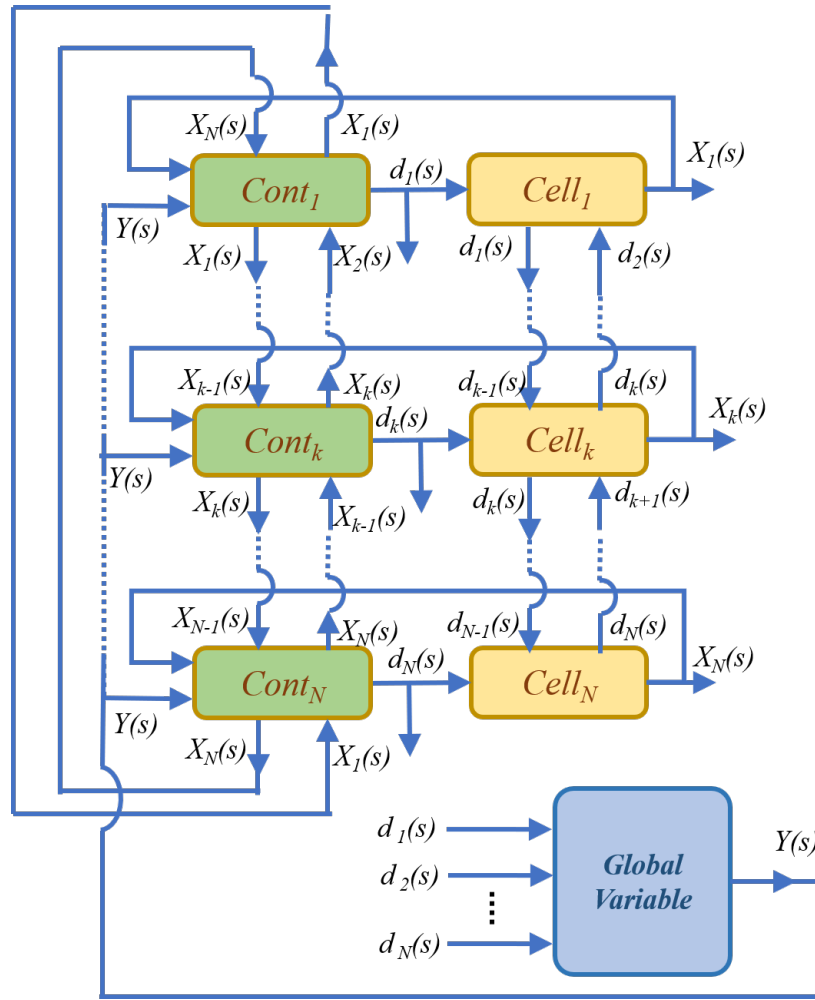 X_N(s) X_1(s)
X_1(s)
Cont_1 d_1(s) Cell_1
Y(s)
X_1(s) X_2(s) d_1(s) d_2(s)
X_{k-1}(s) X_k(s) d_{k-1}(s) d_k(s)
d_k(s) X_k(s)
Cont_k Cell_k
Y(s)
X_k(s) X_{k-1}(s) d_k(s) d_{k+1}(s)
X_{N-1}(s) X_N(s) d_{N-1}(s) d_N(s)
d_N(s) X_N(s)
Cont_N Cell_N
Y(s)
X_N(s) X_1(s)
d_1(s)
d_2(s)
d_N(s)
Global
Variable
Y(s)